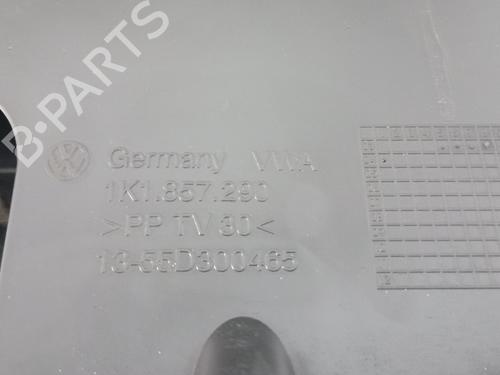 B-PARTS
Germany VWA
1K1.857.290
>PP TV 30<
13-55D300465